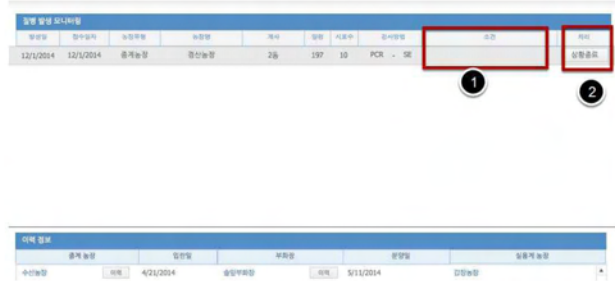 질병 발생 모니터링
발생일 접수일자 농장유형 농장명 계사 일령 시료수 검사방법 소견 처리
12/1/2014 12/1/2014 종계농장 경산농장 2동 197 10 PCR - SE 상황종료
1
2
이력 정보
종계 농장 입란일 부화장 분양일 실용계 농장
수신농장 이력 4/21/2014 이력 5/11/2014 강참농장